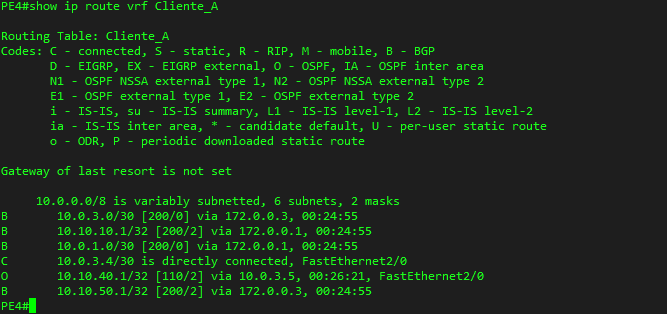 PE4#show ip route vrf Cliente_A
Routing Table: Cliente_A
Codes: C - connected, S - static, R - RIP, M - mobile, B - BGP
D - EIGRP, EX - EIGRP external, O - OSPF, IA - OSPF inter area
N1 - OSPF NSSA external type 1, N2 - OSPF NSSA external type 2
E1 - OSPF external type 1, E2 - OSPF external type 2
i - IS-IS, su - IS-IS summary, L1 - IS-IS level-1, L2 - IS-IS level-2
ia - IS-IS inter area, * - candidate default, U - per-user static route
o - ODR, P - periodic downloaded static route
Gateway of last resort is not set
10.0.0.0/8 is variably subnetted, 6 subnets, 2 masks
B 10.0.3.0/30 [200/0] via 172.0.0.3, 00:24:55
B 10.10.10.1/32 [200/2] via 172.0.0.1, 00:24:55
B 10.0.1.0/30 [200/0] via 172.0.0.1, 00:24:55
C 10.0.3.4/30 is directly connected, FastEthernet2/0
O 10.10.40.1/32 [110/2] via 10.0.3.5, 00:26:21, FastEthernet2/0
B 10.10.50.1/32 [200/2] via 172.0.0.3, 00:24:55
PE4#